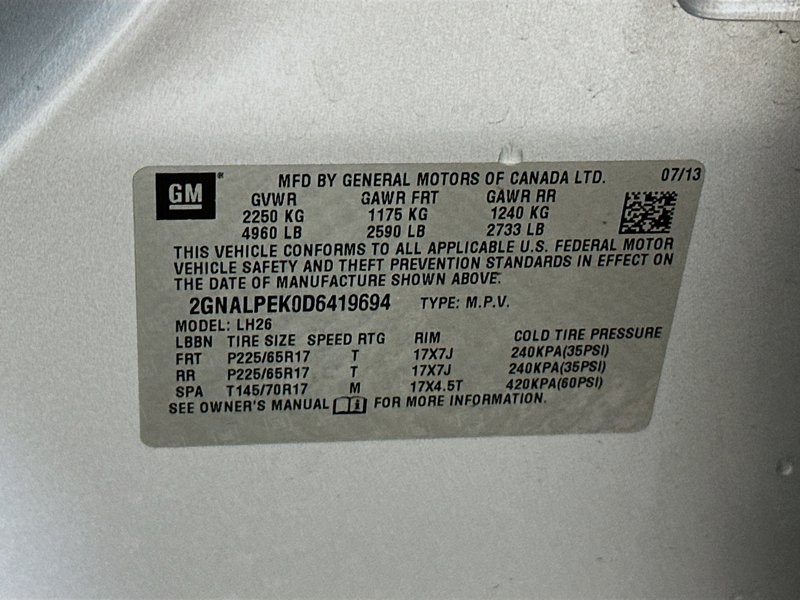 GM® MFD BY GENERAL MOTORS OF CANADA LTD. 07/13
GVWR GAWR FRT GAWR RR
2250 KG 1175 KG 1240 KG
4960 LB 2590 LB 2733 LB
THIS VEHICLE CONFORMS TO ALL APPLICABLE U.S. FEDERAL MOTOR
VEHICLE SAFETY AND THEFT PREVENTION STANDARDS IN EFFECT ON
THE DATE OF MANUFACTURE SHOWN ABOVE.
2GNALPEK0D6419694 TYPE: M.P.V.
MODEL: LH26
LBBN TIRE SIZE SPEED RTG RIM COLD TIRE PRESSURE
FRT P225/65R17 T 17X7J 240KPA(35PSI)
RR P225/65R17 T 17X7J 240KPA(35PSI)
SPA T145/70R17 M 17X4.5T 420KPA(60PSI)
SEE OWNER'S MANUAL FOR MORE INFORMATION.